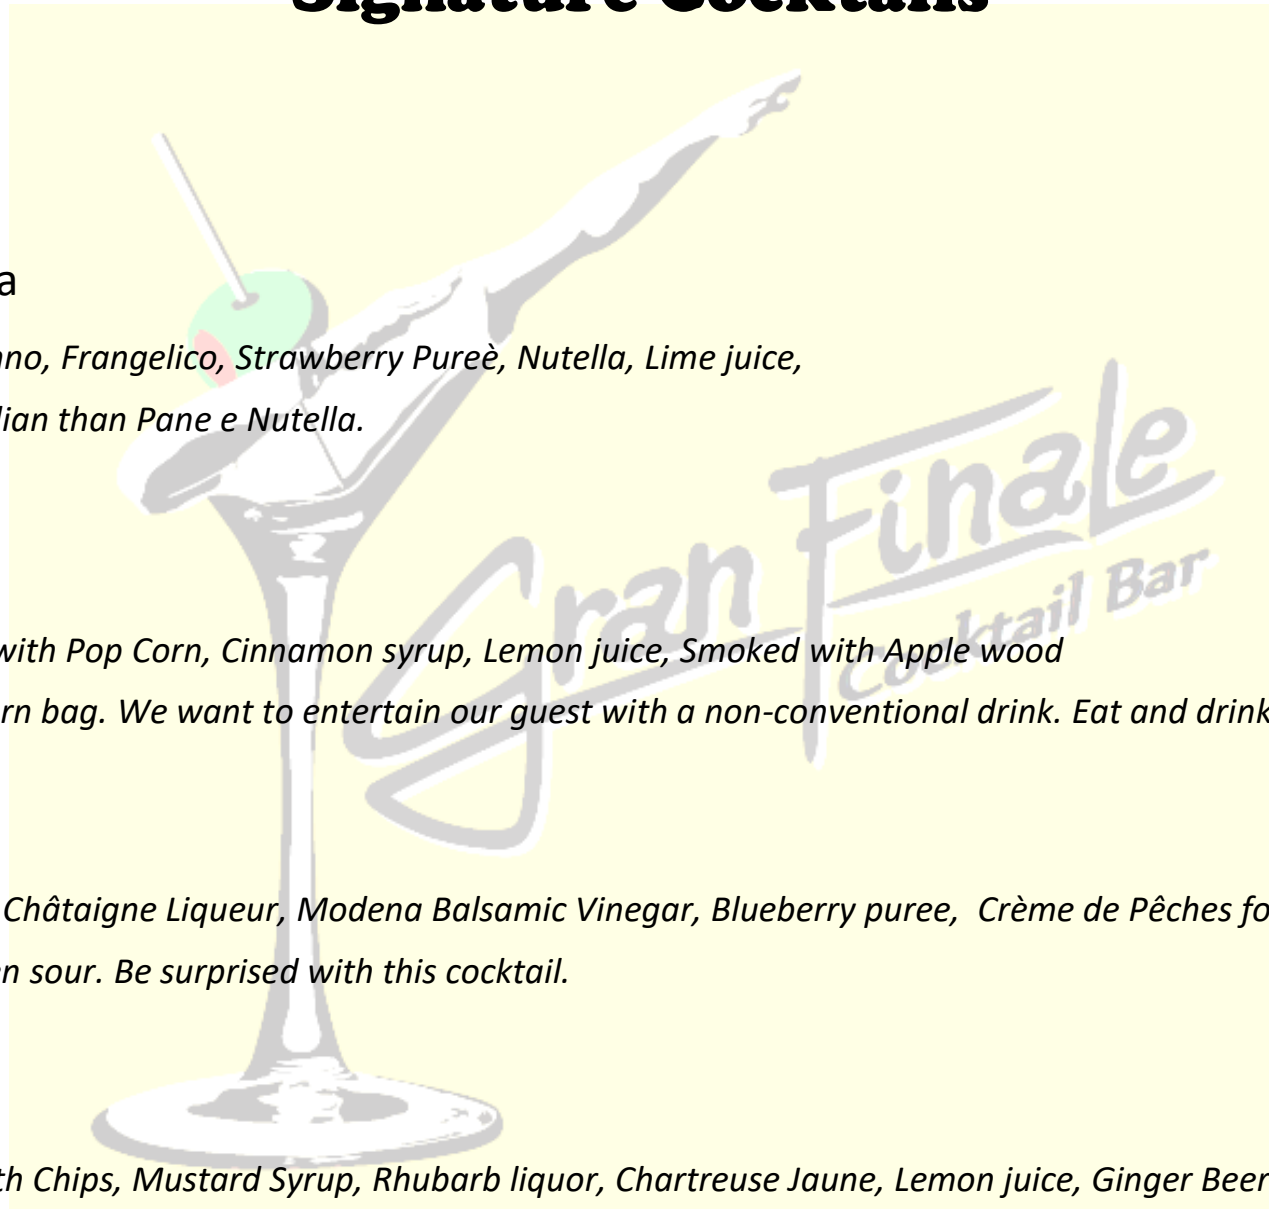 Signature Cocktails
a
nno, Frangelico, Strawberry Pureè, Nutella, Lime juice,
lian than Pane e Nutella.
Gran Finale
Cocktail Bar
with Pop Corn, Cinnamon syrup, Lemon juice, Smoked with Apple wood
rn bag. We want to entertain our guest with a non-conventional drink. Eat and drink
Châtaigne Liqueur, Modena Balsamic Vinegar, Blueberry puree, Crème de Pêches fo
en sour. Be surprised with this cocktail.
th Chips, Mustard Syrup, Rhubarb liquor, Chartreuse Jaune, Lemon juice, Ginger Beer